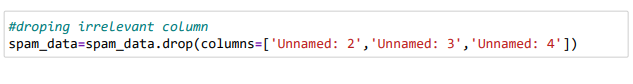 #droping irrelevant column
spam_data=spam_data.drop(columns=['Unnamed: 2','Unnamed: 3','Unnamed: 4'])